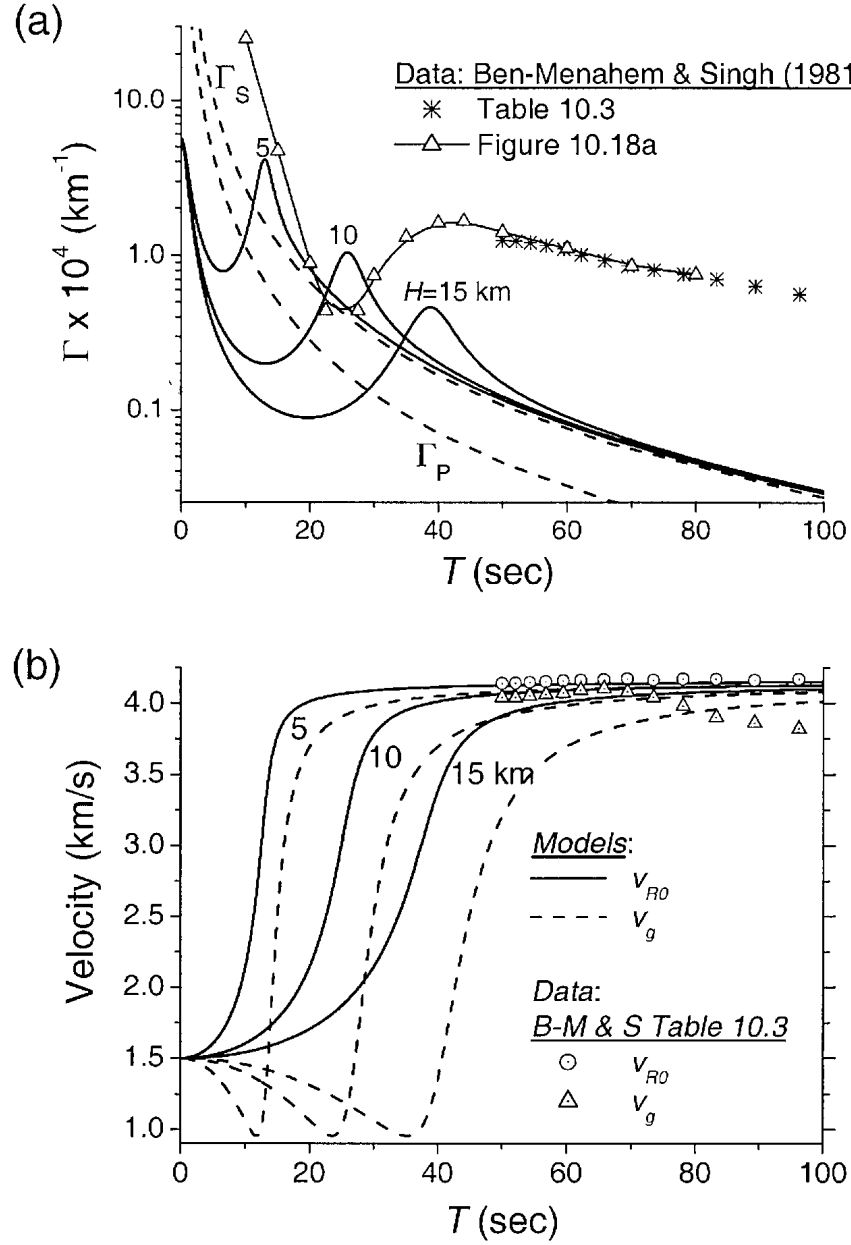 (a)
Γ x 10⁴ (km⁻¹)
10.0
1.0
0.1
Γ_S
5
10
H=15 km
Γ_P
Data: Ben-Menahem & Singh (1981
Table 10.3
Figure 10.18a
0 20 40 60 80 100
T (sec)
(b)
Velocity (km/s)
4.0
3.5
3.0
2.5
2.0
1.5
1.0
5
10
15 km
Models:
v_R0
v_g
Data:
B-M & S Table 10.3
v_R0
v_g
0 20 40 60 80 100
T (sec)